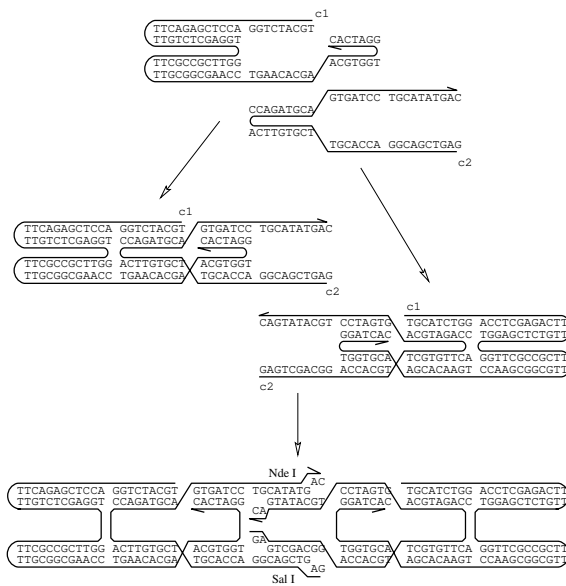 c1
TTCAGAGCTCCA GGTCTACGT
TTGTCTCGAGGT CACTAGG
TTCGCCGCTTGG ACGTGGT
TTGCGGCGAACC TGAACACGA
CCAGATGCA GTGATCC TGCATATGAC
ACTTGTGCT
TGCACCA GGCAGCTGAG
c2
c1
TTCAGAGCTCCA GGTCTACGT GTGATCC TGCATATGAC
TTGTCTCGAGGT CCAGATGCA CACTAGG
TTCGCCGCTTGG ACTTGTGCT ACGTGGT
TTGCGGCGAACC TGAACACGA TGCACCA GGCAGCTGAG
c2
c1
CAGTATACGT CCTAGTG TGCATCTGG ACCTCGAGACTT
GGATCAC ACGTAGACC TGGAGCTCTGTT
TGGTGCA TCGTGTTCA GGTTCGCCGCTT
GAGTCGACGG ACCACGT AGCACAAGT CCAAGCGGCGTT
c2
Nde I AC
TTCAGAGCTCCA GGTCTACGT GTGATCC TGCATATG CCTAGTG TGCATCTGG ACCTCGAGACTT
TTGTCTCGAGGT CCAGATGCA CACTAGG GTATACGT GGATCAC ACGTAGACC TGGAGCTCTGTT
CA
GA
TTCGCCGCTTGG ACTTGTGCT ACGTGGT GTCGACGG TGGTGCA TCGTGTTCA GGTTCGCCGCTT
TTGCGGCGAACC TGAACACGA TGCACCA GGCAGCTG ACCACGT AGCACAAGT CCAAGCGGCGTT
Sal I AG